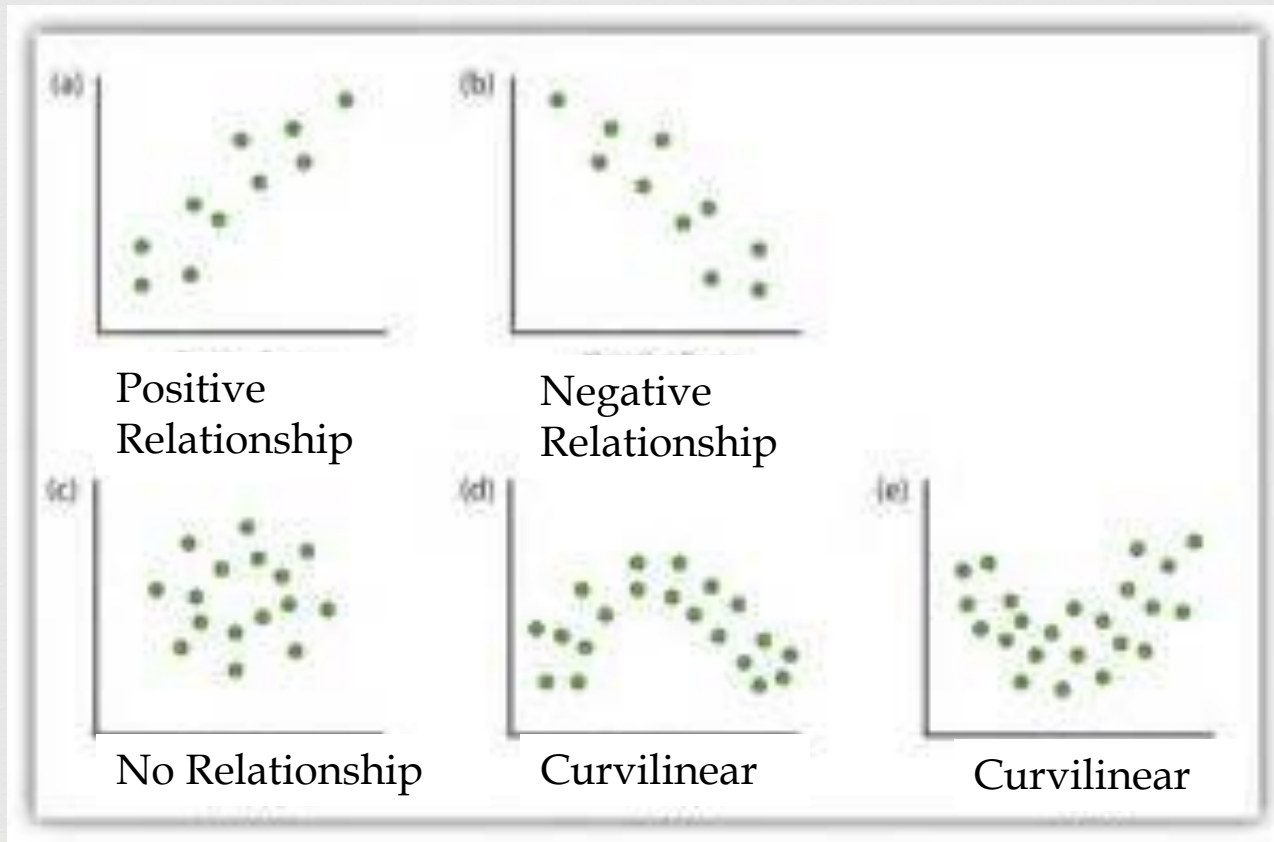 (a)
(b)
Positive
Relationship
Negative
Relationship
(c)
(d)
(e)
No Relationship
Curvilinear
Curvilinear